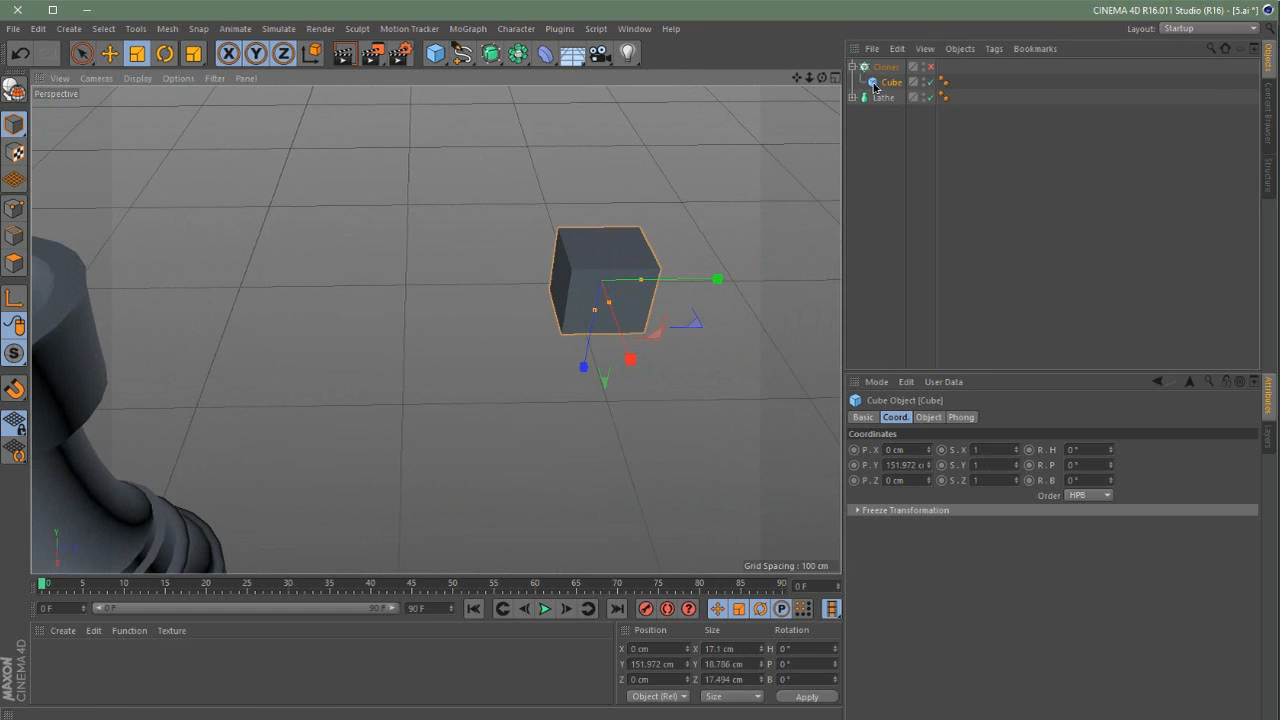 CINEMA 4D R16.011 Studio (R16) - [5.ai *]
File Edit Create Select Tools Mesh Snap Animate Simulate Render Sculpt Motion Tracker MoGraph Character Plugins Script Window Help
Layout: Startup
View Cameras Display Options Filter Panel
Perspective
File Edit View Objects Tags Bookmarks
Cloner
Cube
Lathe
Objects
Content Browser
Structure
Mode Edit User Data
Cube Object [Cube]
Basic Coord. Object Phong
Coordinates
P . X 0 cm S . X 1 R . H 0 °
P . Y 151.972 c S . Y 1 R . P 0 °
P . Z 0 cm S . Z 1 R . B 0 °
Order HPB
Freeze Transformation
Attributes
Layers
Grid Spacing : 100 cm
0 5 10 15 20 25 30 35 40 45 50 55 60 65 70 75 80 85 90
0 F
0 F 0 F 90 F 90 F
Create Edit Function Texture
Position Size Rotation
X 0 cm X 17.1 cm H 0 °
Y 151.972 cm Y 18.786 cm P 0 °
Z 0 cm Z 17.494 cm B 0 °
Object (Rel) Size Apply
MAXON
CINEMA 4D